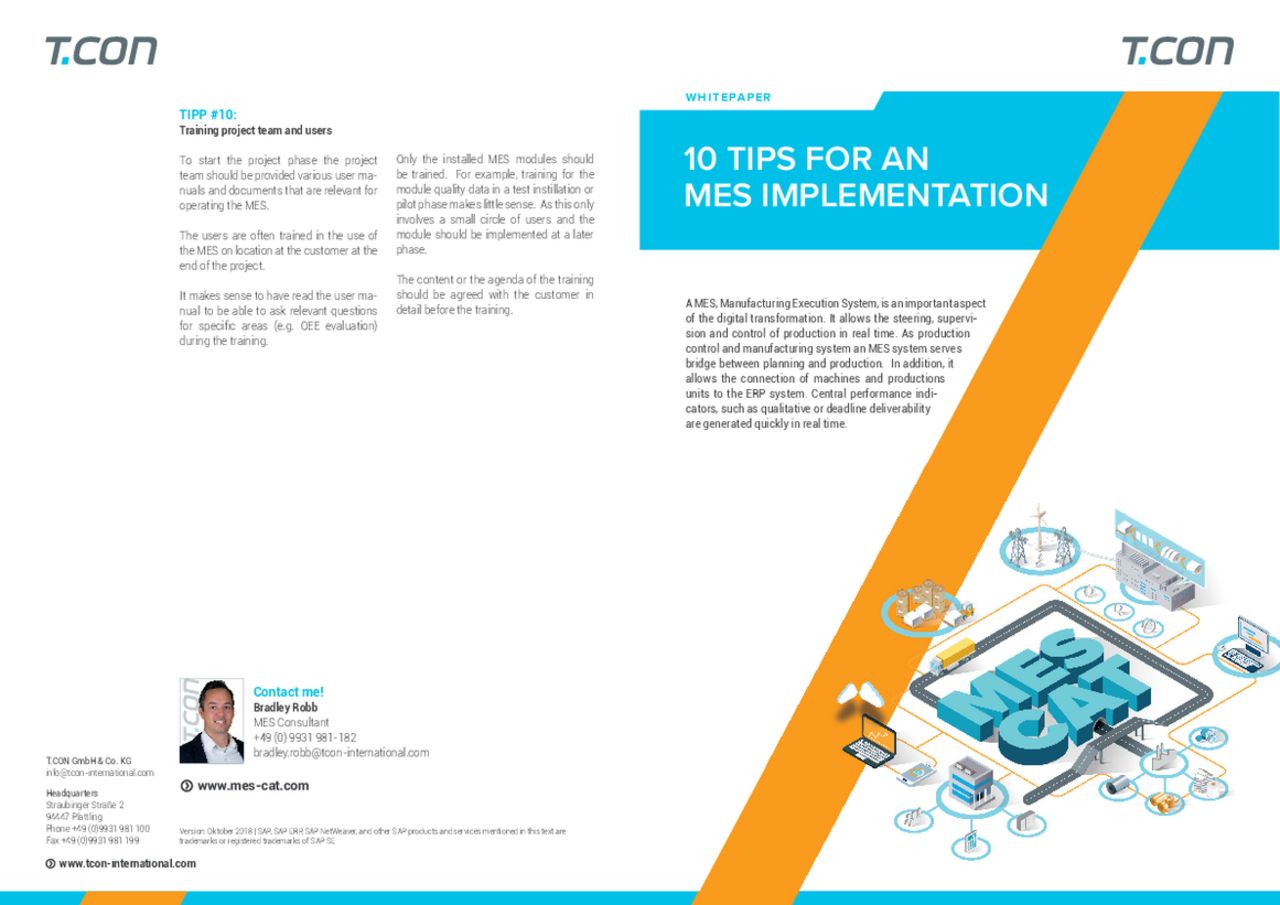 T.CON
TIPP #10:
Training project team and users
To start the project phase the project
team should be provided various user ma-
nuals and documents that are relevant for
operating the MES.
The users are often trained in the use of
the MES on location at the customer at the
end of the project.
It makes sense to have read the user ma-
nual to be able to ask relevant questions
for specific areas (e.g. OEE evaluation)
during the training.
Only the installed MES modules should
be trained. For example, training for the
module quality data in a test instillation or
pilot phase makes little sense. As this only
involves a small circle of users and the
module should be implemented at a later
phase.
The content or the agenda of the training
should be agreed with the customer in
detail before the training.
T.CON
Contact me!
Bradley Robb
MES Consultant
+49 (0) 9931 981-182
bradley.robb@tcon-international.com
www.mes-cat.com
T.CON GmbH & Co. KG
info@tcon-international.com
Headquarters
Straubinger Straße 2
94447 Plattling
Phone +49 (0)9931 981 100
Fax +49 (0)9931 981 199
www.tcon-international.com
Version: Oktober 2018 | SAP, SAP ERP, SAP NetWeaver, and other SAP products and services mentioned in this text are
trademarks or registered trademarks of SAP SE.
T.CON
WHITEPAPER
10 TIPS FOR AN
MES IMPLEMENTATION
A MES, Manufacturing Execution System, is an important aspect
of the digital transformation. It allows the steering, supervi-
sion and control of production in real time. As production
control and manufacturing system an MES system serves
bridge between planning and production. In addition, it
allows the connection of machines and productions
units to the ERP system. Central performance indi-
cators, such as qualitative or deadline deliverability
are generated quickly in real time.
MES
CAT